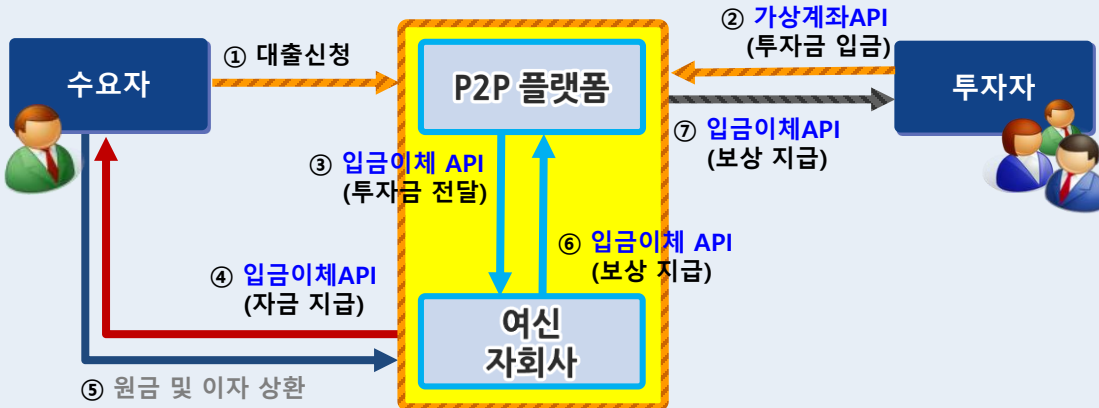 ② 가상계좌API
(투자금 입금)
① 대출신청
수요자
P2P 플랫폼
투자자
⑦ 입금이체API
(보상 지급)
③ 입금이체 API
(투자금 전달)
⑥ 입금이체 API
(보상 지급)
④ 입금이체API
(자금 지급)
여신
자회사
⑤ 원금 및 이자 상환